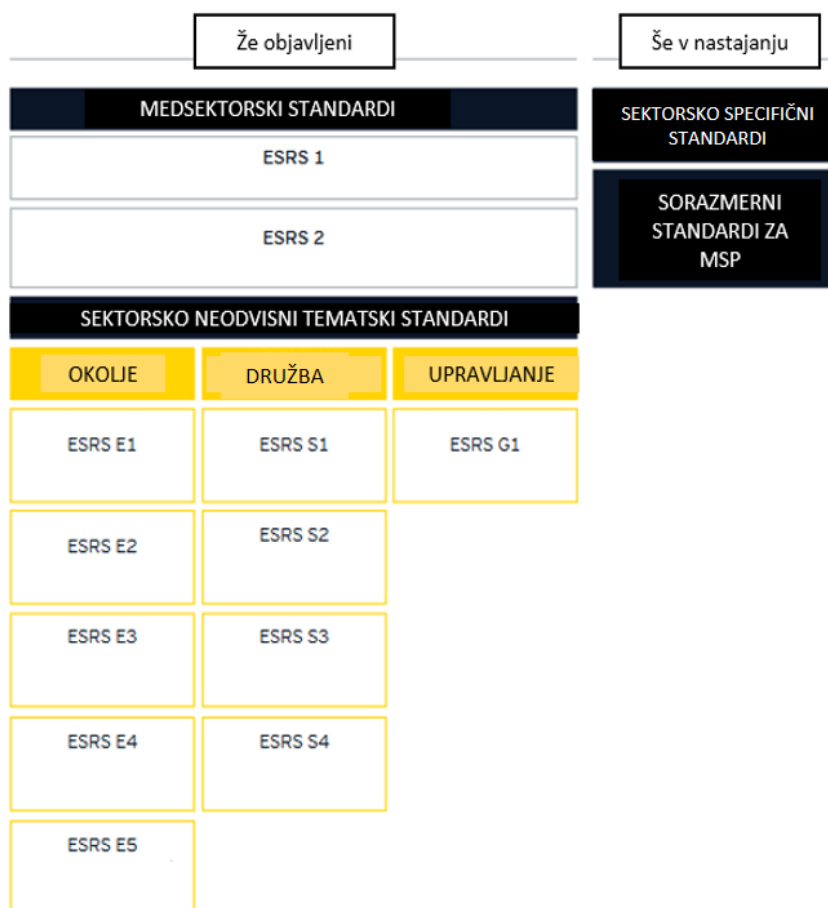 Že objavljeni
Še v nastajanju
MEDSEKTORSKI STANDARDI
SEKTORSKO SPECIFIČNI
STANDARDI
ESRS 1
SORAZMERNI
STANDARDI ZA
MSP
ESRS 2
SEKTORSKO NEODVISNI TEMATSKI STANDARDI
OKOLJE
DRUŽBA
UPRAVLJANJE
ESRS E1
ESRS S1
ESRS G1
ESRS E2
ESRS S2
ESRS E3
ESRS S3
ESRS E4
ESRS S4
ESRS E5